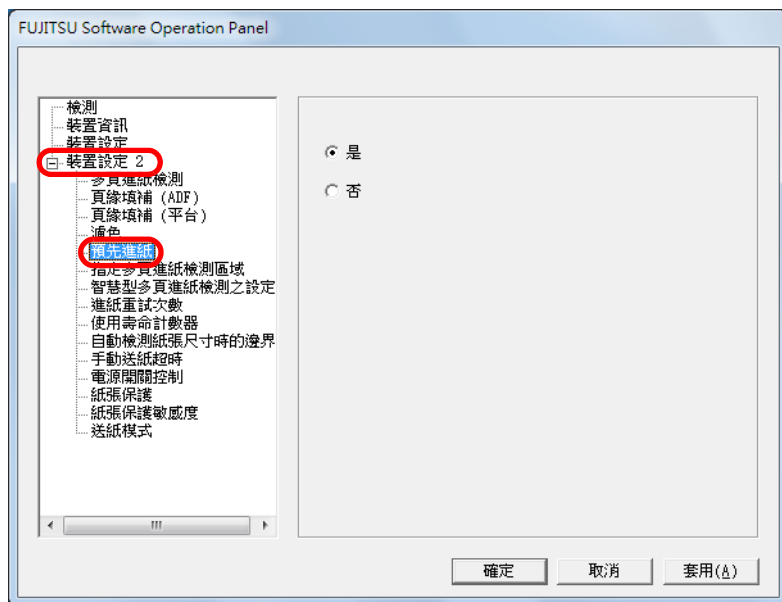 FUJITSU Software Operation Panel
檢測
裝置資訊
裝置設定
裝置設定 2
多頁進紙檢測
頁緣填補 (ADF)
頁緣填補 (平台)
濾色
預先進紙
指定多頁進紙檢測區域
智慧型多頁進紙檢測之設定
進紙重試次數
使用壽命計數器
自動檢測紙張尺寸時的邊界
手動送紙超時
電源開關控制
紙張保護
紙張保護敏感度
送紙模式
是
否
確定
取消
套用(A)